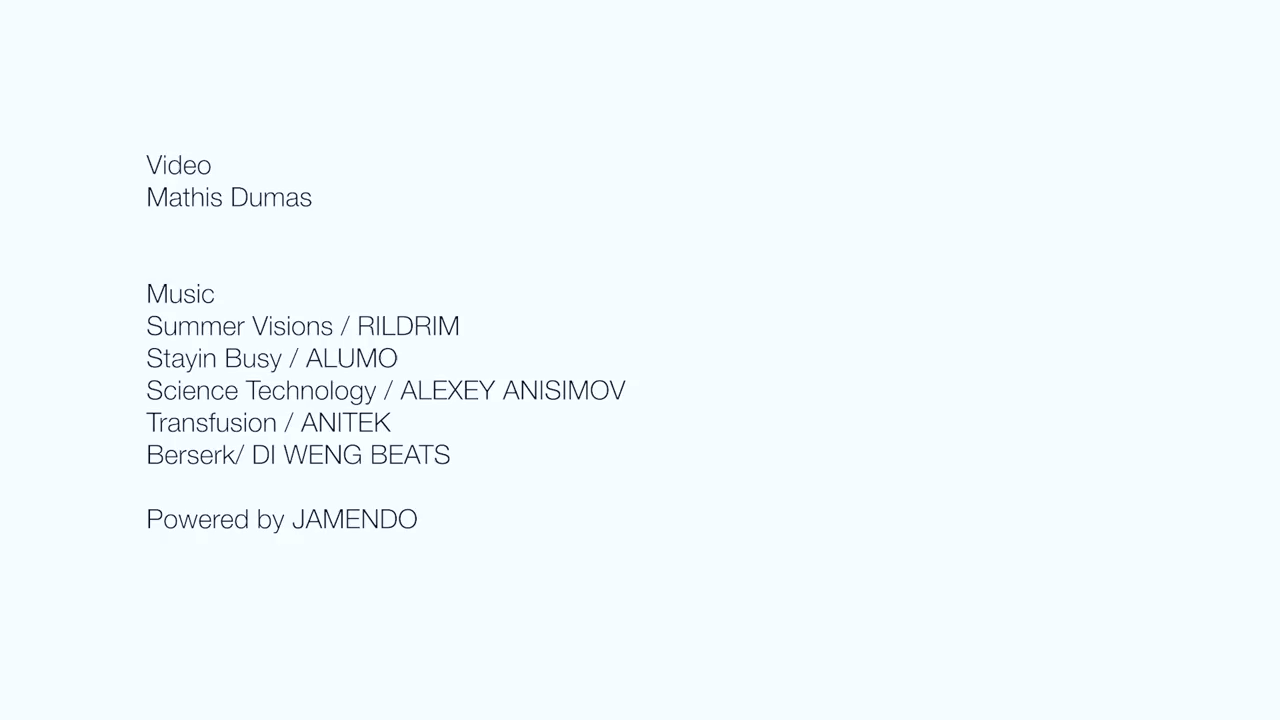 Video
Mathis Dumas
Music
Summer Visions / RILDRIM
Stayin Busy / ALUMO
Science Technology / ALEXEY ANISIMOV
Transfusion / ANITEK
Berserk/ DI WENG BEATS
Powered by JAMENDO